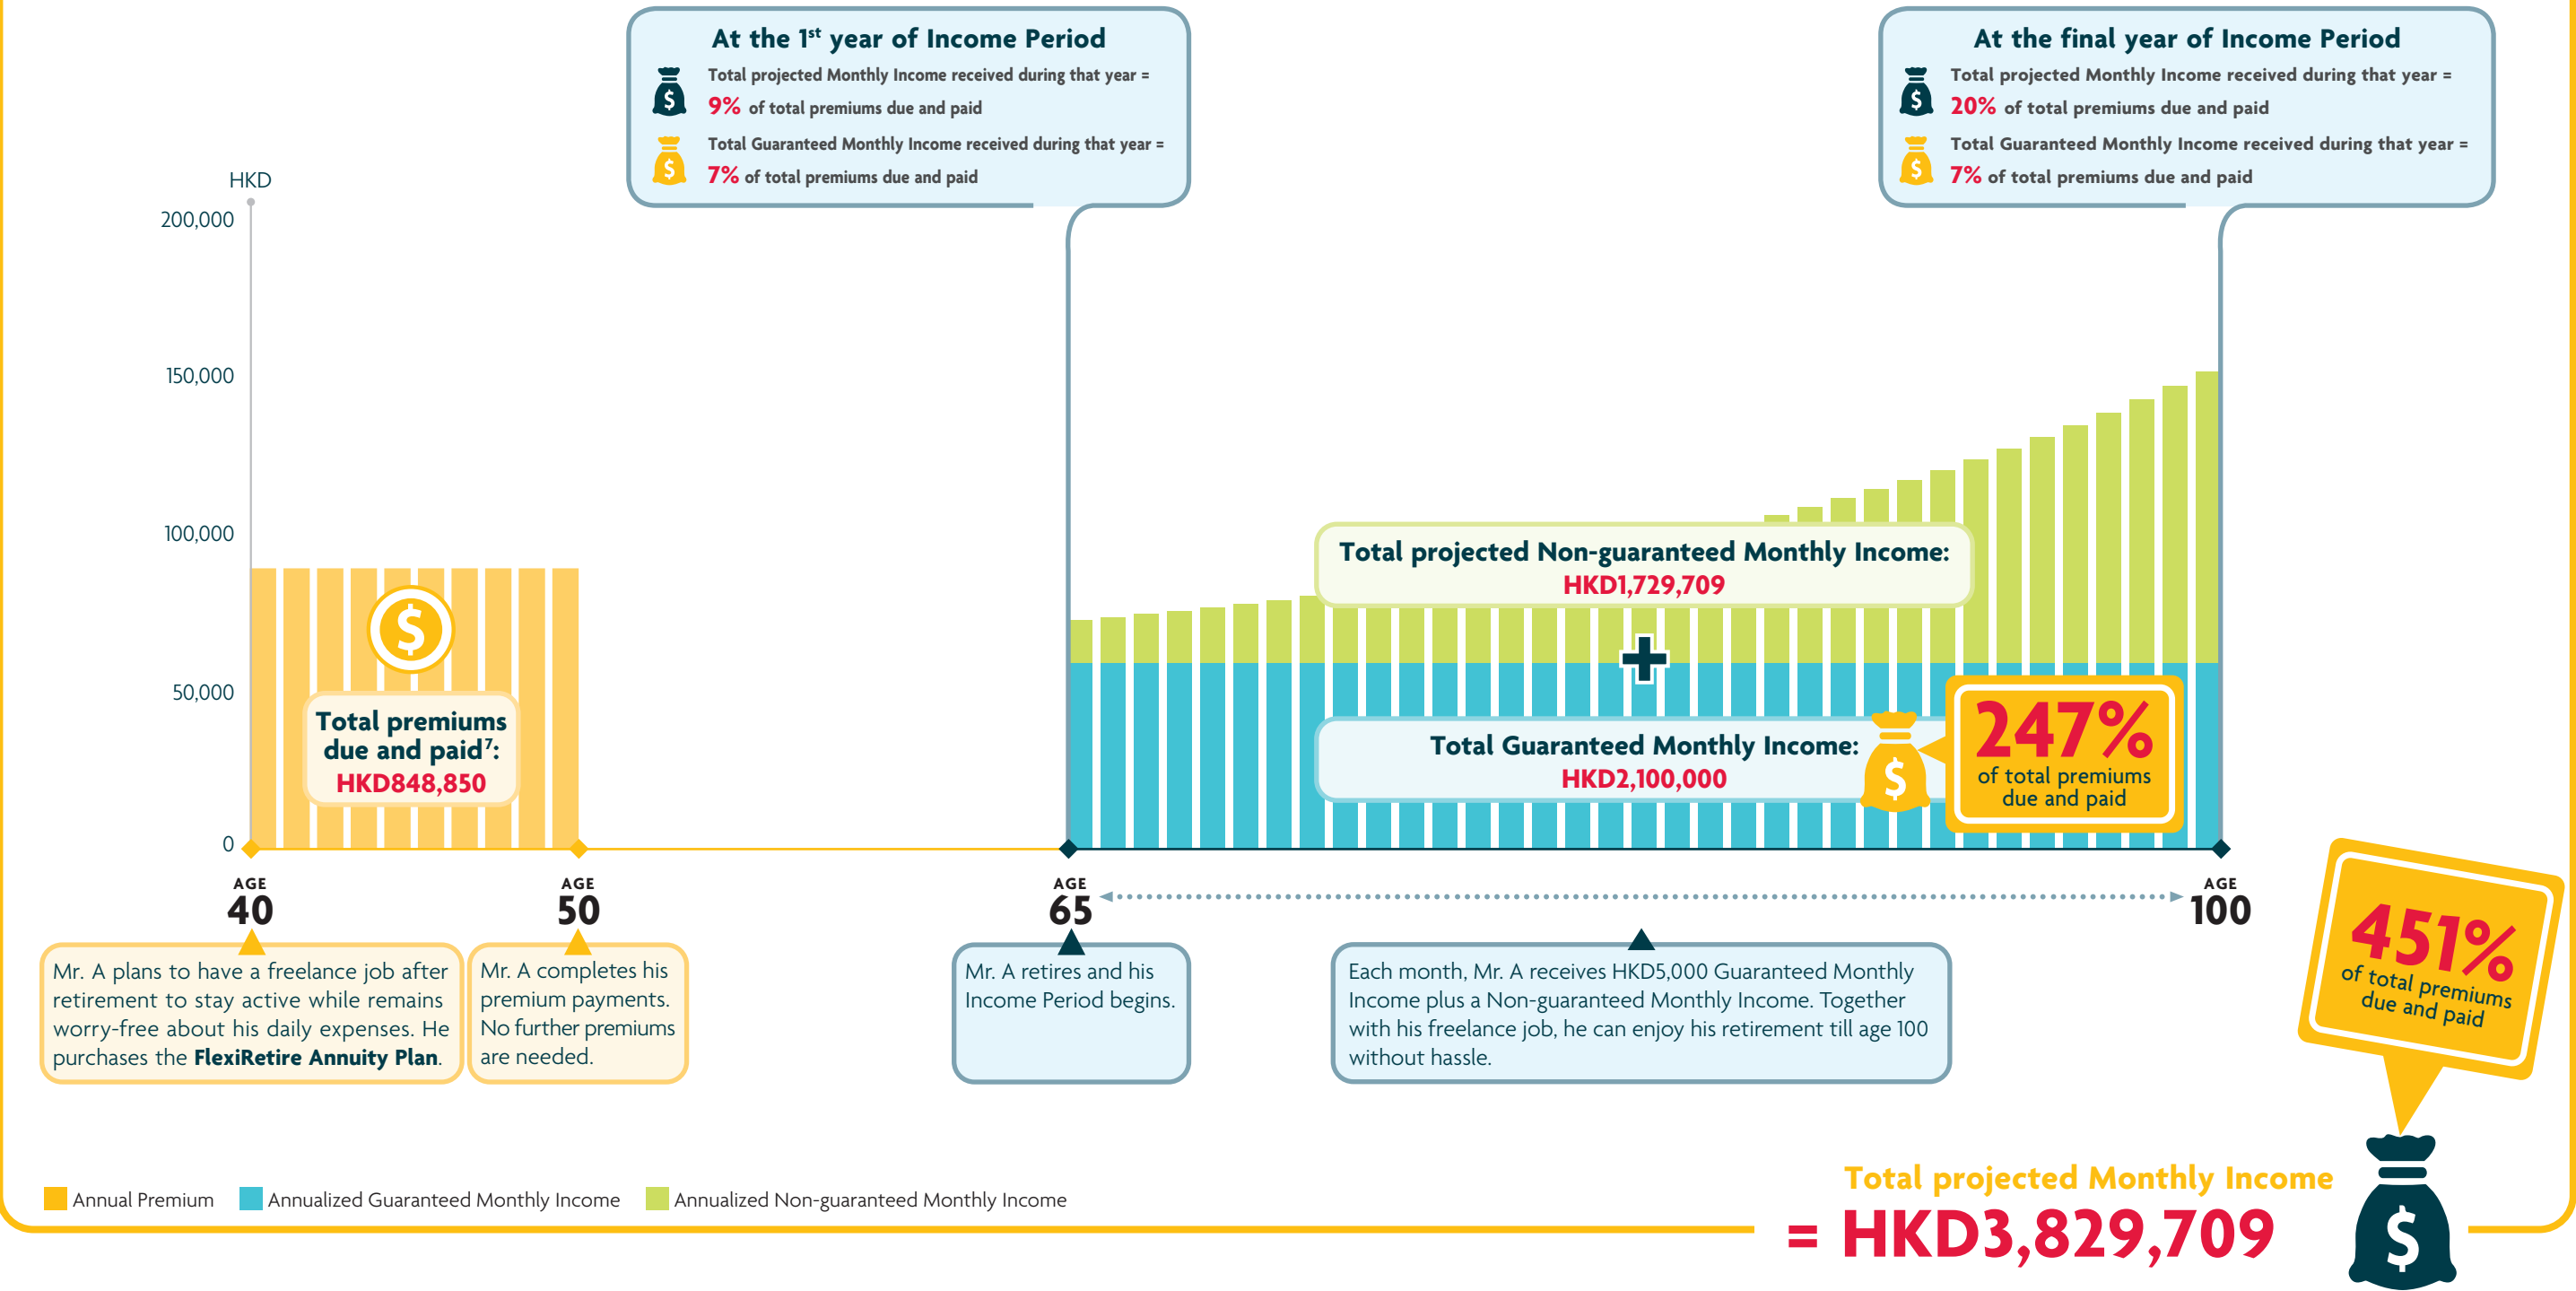 At the 1st year of Income Period
Total projected Monthly Income received during that year =
9% of total premiums due and paid
Total Guaranteed Monthly Income received during that year =
7% of total premiums due and paid
At the final year of Income Period
Total projected Monthly Income received during that year =
20% of total premiums due and paid
Total Guaranteed Monthly Income received during that year =
7% of total premiums due and paid
HKD
200,000
150,000
100,000
50,000
0
$
Total premiums
due and paid7:
HKD848,850
Total projected Non-guaranteed Monthly Income:
HKD1,729,709
Total Guaranteed Monthly Income:
HKD2,100,000
$
247%
of total premiums
due and paid
AGE
40
AGE
50
AGE
65
AGE
100
Mr. A plans to have a freelance job after
retirement to stay active while remains
worry-free about his daily expenses. He
purchases the FlexiRetire Annuity Plan.
Mr. A completes his
premium payments.
No further premiums
are needed.
Mr. A retires and his
Income Period begins.
Each month, Mr. A receives HKD5,000 Guaranteed Monthly
Income plus a Non-guaranteed Monthly Income. Together
with his freelance job, he can enjoy his retirement till age 100
without hassle.
451%
of total premiums
due and paid
Annual Premium
Annualized Guaranteed Monthly Income
Annualized Non-guaranteed Monthly Income
Total projected Monthly Income
= HKD3,829,709
$